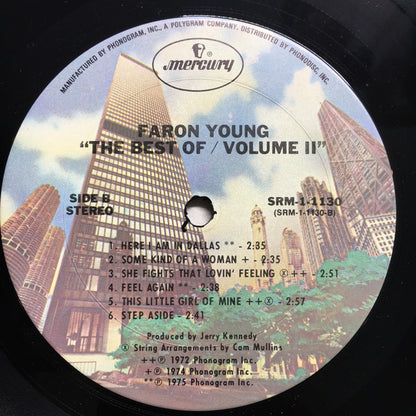 MANUFACTURED BY PHONOGRAM, INC., A POLYGRAM COMPANY, DISTRIBUTED BY PHONODISC, INC.
mercury
FARON YOUNG
"THE BEST OF / VOLUME II"
SIDE B
STEREO
SRM-1-1130
(SRM-1-1130-B)
1. HERE I AM IN DALLAS ** - 2:35
2. SOME KIND OF A WOMAN + - 2:35
3. SHE FIGHTS THAT LOVIN' FEELING Ⓧ++ - 2:51
4. FEEL AGAIN ** - 2:38
5. THIS LITTLE GIRL OF MINE ++Ⓧ - 2:57
6. STEP ASIDE - 2:41
Produced by Jerry Kennedy
Ⓧ String Arrangements by Cam Mullins
++Ⓟ 1972 Phonogram Inc.
+Ⓟ 1974 Phonogram Inc.
**Ⓟ 1975 Phonogram Inc.